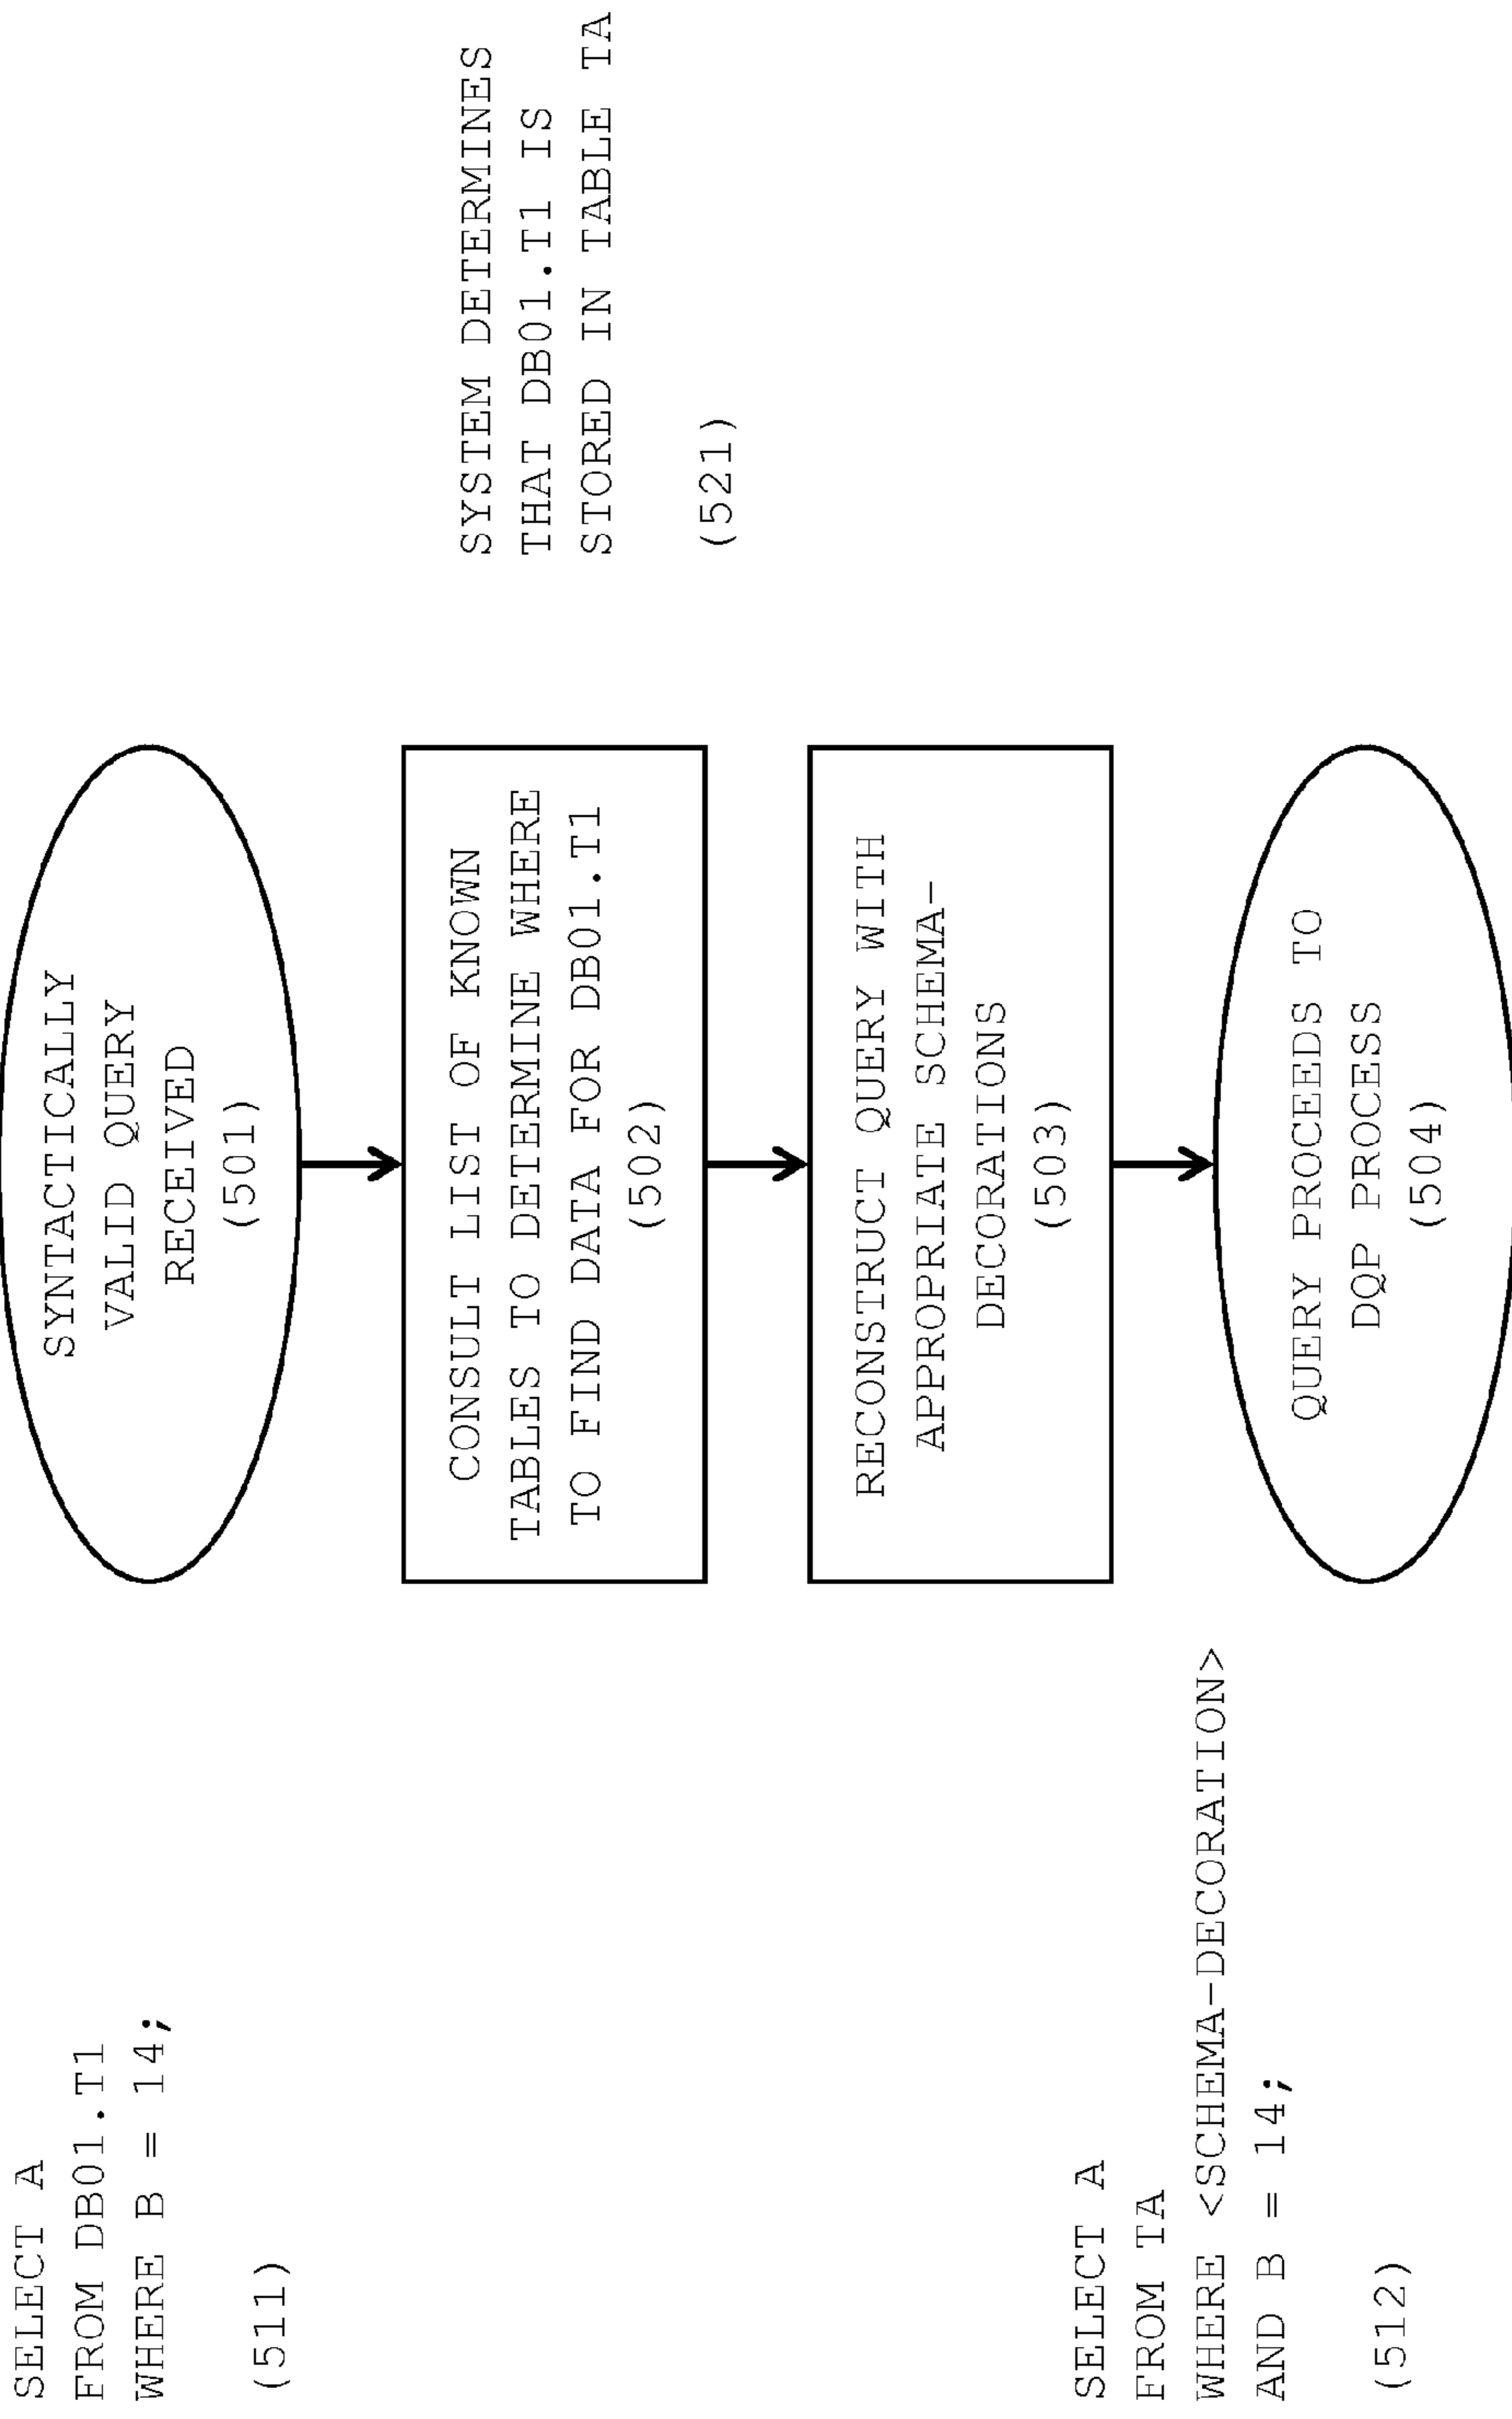 SELECT A
FROM DB01.T1
WHERE B = 14;
(511)
SYNTACTICALLY
VALID QUERY
RECEIVED
(501)
CONSULT LIST OF KNOWN
TABLES TO DETERMINE WHERE
TO FIND DATA FOR DB01.T1
(502)
SYSTEM DETERMINES
THAT DB01.T1 IS
STORED IN TABLE TA
(521)
RECONSTRUCT QUERY WITH
APPROPRIATE SCHEMA-
DECORATIONS
(503)
SELECT A
FROM TA
WHERE <SCHEMA-DECORATION>
AND B = 14;
(512)
QUERY PROCEEDS TO
DQP PROCESS
(504)